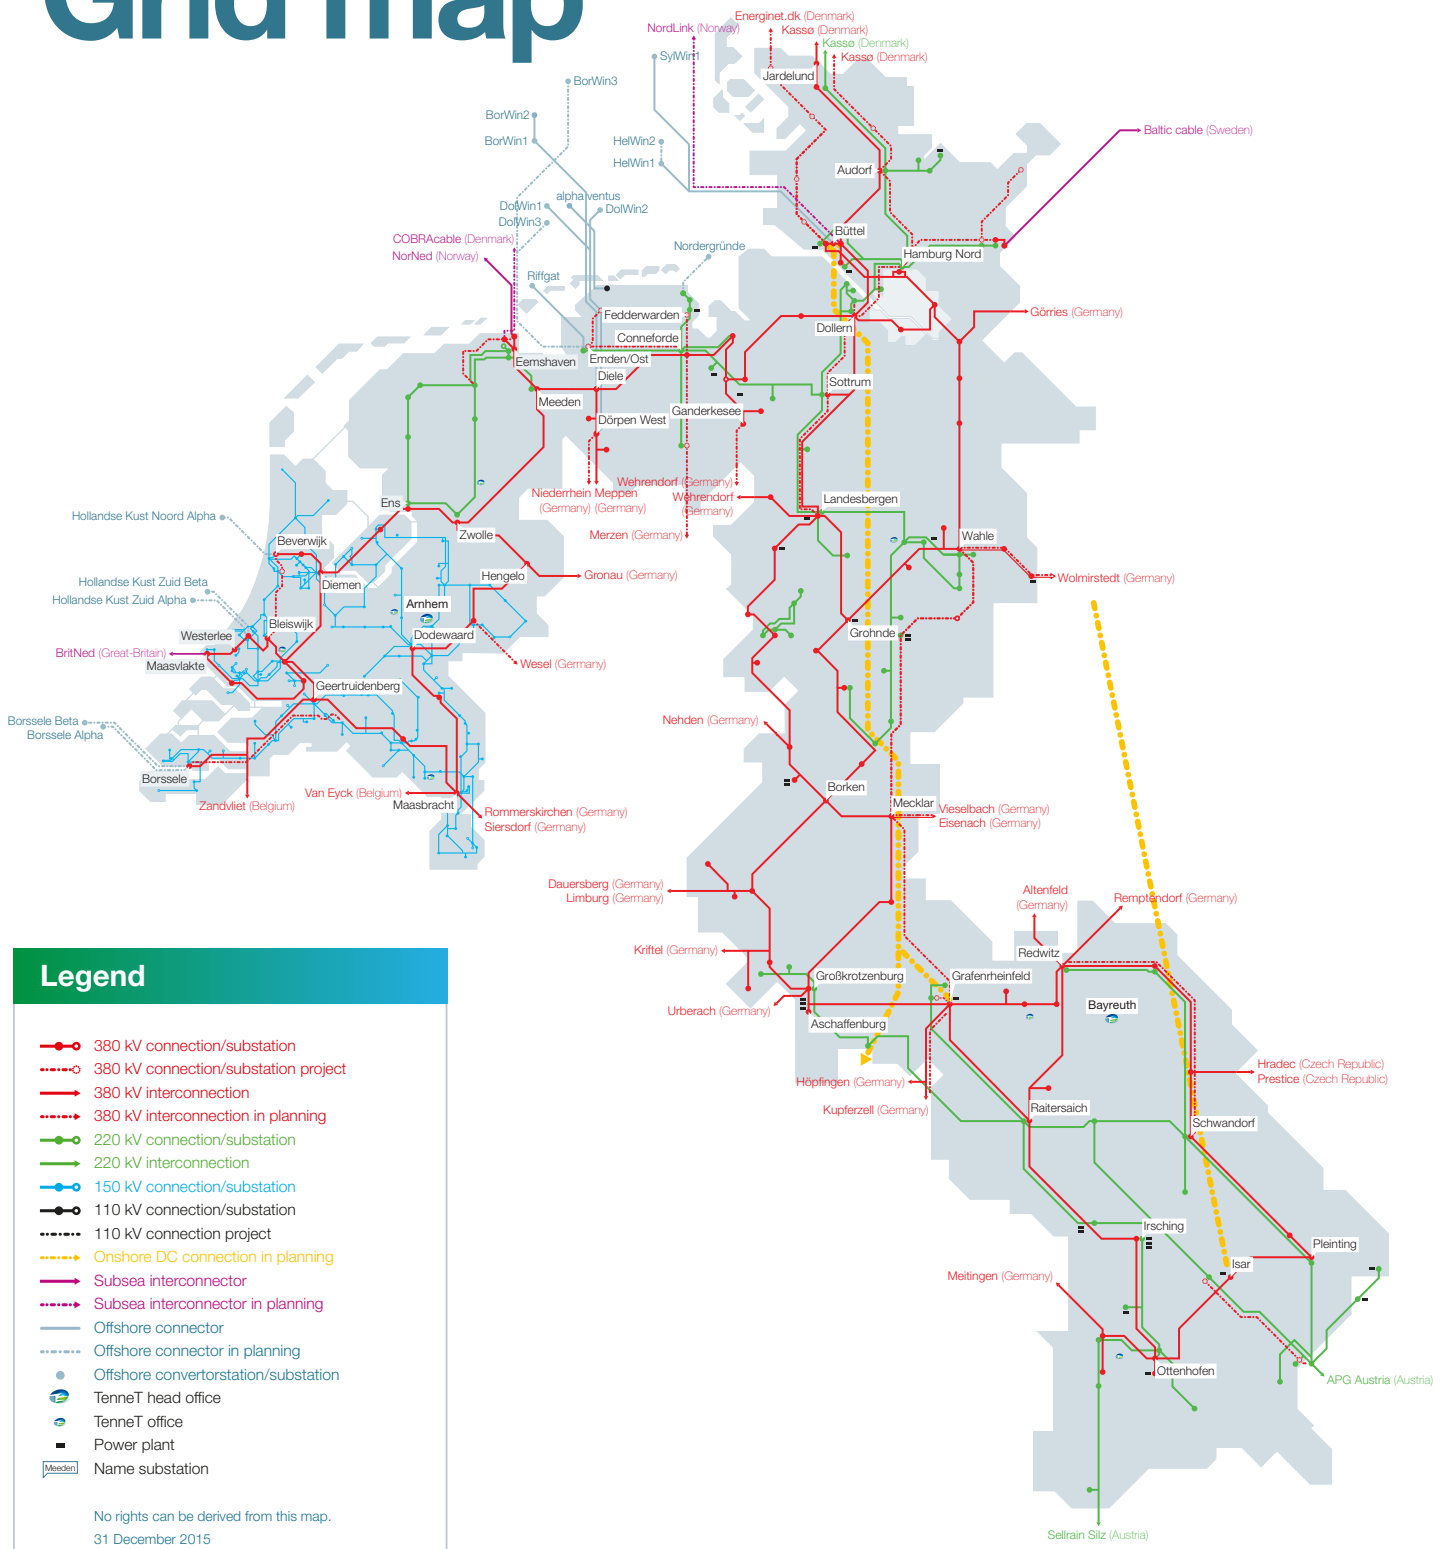 Grid map
Energinet.dk (Denmark)
NordLink (Norway)
Kassø (Denmark)
Kassø (Denmark)
SylWin1
Kassø (Denmark)
Jardelund
BorWin3
BorWin2
BorWin1
HelWin2
HelWin1
Baltic cable (Sweden)
Audorf
alpha ventus
DolWin1
DolWin2
DolWin3
Büttel
COBRAcable (Denmark)
NorNed (Norway)
Nordergründe
Hamburg Nord
Riffgat
Fedderwarden
Görries (Germany)
Dollern
Conneforde
Eemshaven
Emden/Ost
Diele
Sottrum
Meeden
Ganderkesee
Dörpen West
Wehrendorf (Germany)
Niederrhein Meppen
(Germany) (Germany)
Wehrendorf
(Germany)
Landesbergen
Ens
Hollandse Kust Noord Alpha
Zwolle
Merzen (Germany)
Wahle
Beverwijk
Hengelo
Gronau (Germany)
Wolmirstedt (Germany)
Hollandse Kust Zuid Beta
Diemen
Hollandse Kust Zuid Alpha
Arnhem
Bleiswijk
Westerlee
Dodewaard
Grohnde
BritNed (Great-Britain)
Maasvlakte
Wesel (Germany)
Geertruidenberg
Borssele Beta
Borssele Alpha
Nehden (Germany)
Borssele
Zandvliet (Belgium)
Van Eyck (Belgium)
Maasbracht
Rommerskirchen (Germany)
Siersdorf (Germany)
Borken
Mecklar
Vieselbach (Germany)
Eisenach (Germany)
Dauersberg (Germany)
Limburg (Germany)
Altenfeld
(Germany)
Remptendorf (Germany)
Kriftel (Germany)
Redwitz
Großkrotzenburg
Grafenrheinfeld
Urberach (Germany)
Bayreuth
Aschaffenburg
Höpfingen (Germany)
Kupferzell (Germany)
Hradec (Czech Republic)
Prestice (Czech Republic)
Raitersaich
Schwandorf
Irsching
Pleinting
Isar
Meitingen (Germany)
Ottenhofen
APG Austria (Austria)
Sellrain Silz (Austria)
Legend
380 kV connection/substation
380 kV connection/substation project
380 kV interconnection
380 kV interconnection in planning
220 kV connection/substation
220 kV interconnection
150 kV connection/substation
110 kV connection/substation
110 kV connection project
Onshore DC connection in planning
Subsea interconnector
Subsea interconnector in planning
Offshore connector
Offshore connector in planning
Offshore convertorstation/substation
TenneT head office
TenneT office
Power plant
Meeden Name substation
No rights can be derived from this map.
31 December 2015